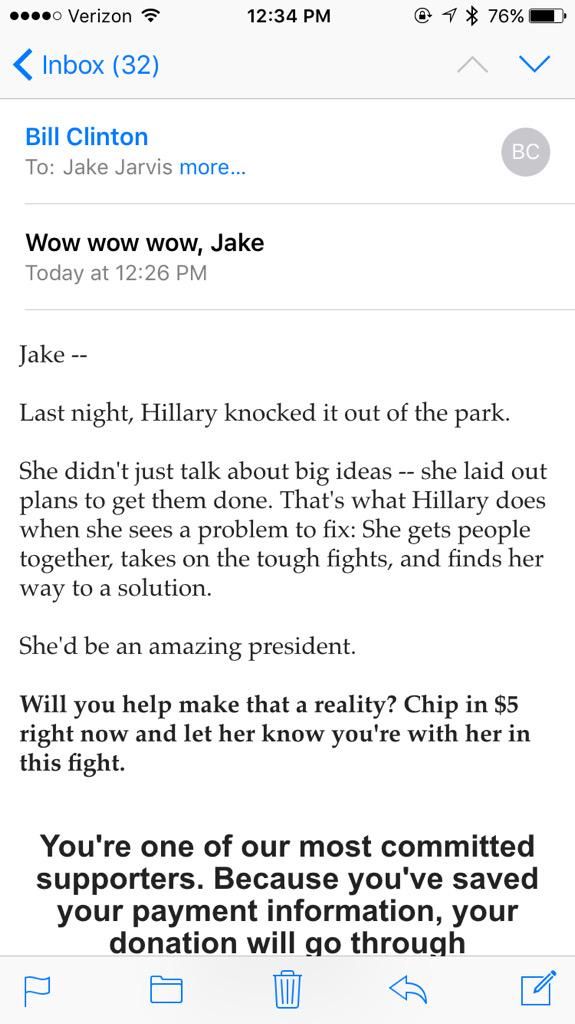 Verizon 12:34 PM 76%
Inbox (32)
Bill Clinton
To: Jake Jarvis more...
BC
Wow wow wow, Jake
Today at 12:26 PM
Jake --
Last night, Hillary knocked it out of the park.
She didn't just talk about big ideas -- she laid out
plans to get them done. That's what Hillary does
when she sees a problem to fix: She gets people
together, takes on the tough fights, and finds her
way to a solution.
She'd be an amazing president.
Will you help make that a reality? Chip in $5
right now and let her know you're with her in
this fight.
You're one of our most committed
supporters. Because you've saved
your payment information, your
donation will go through